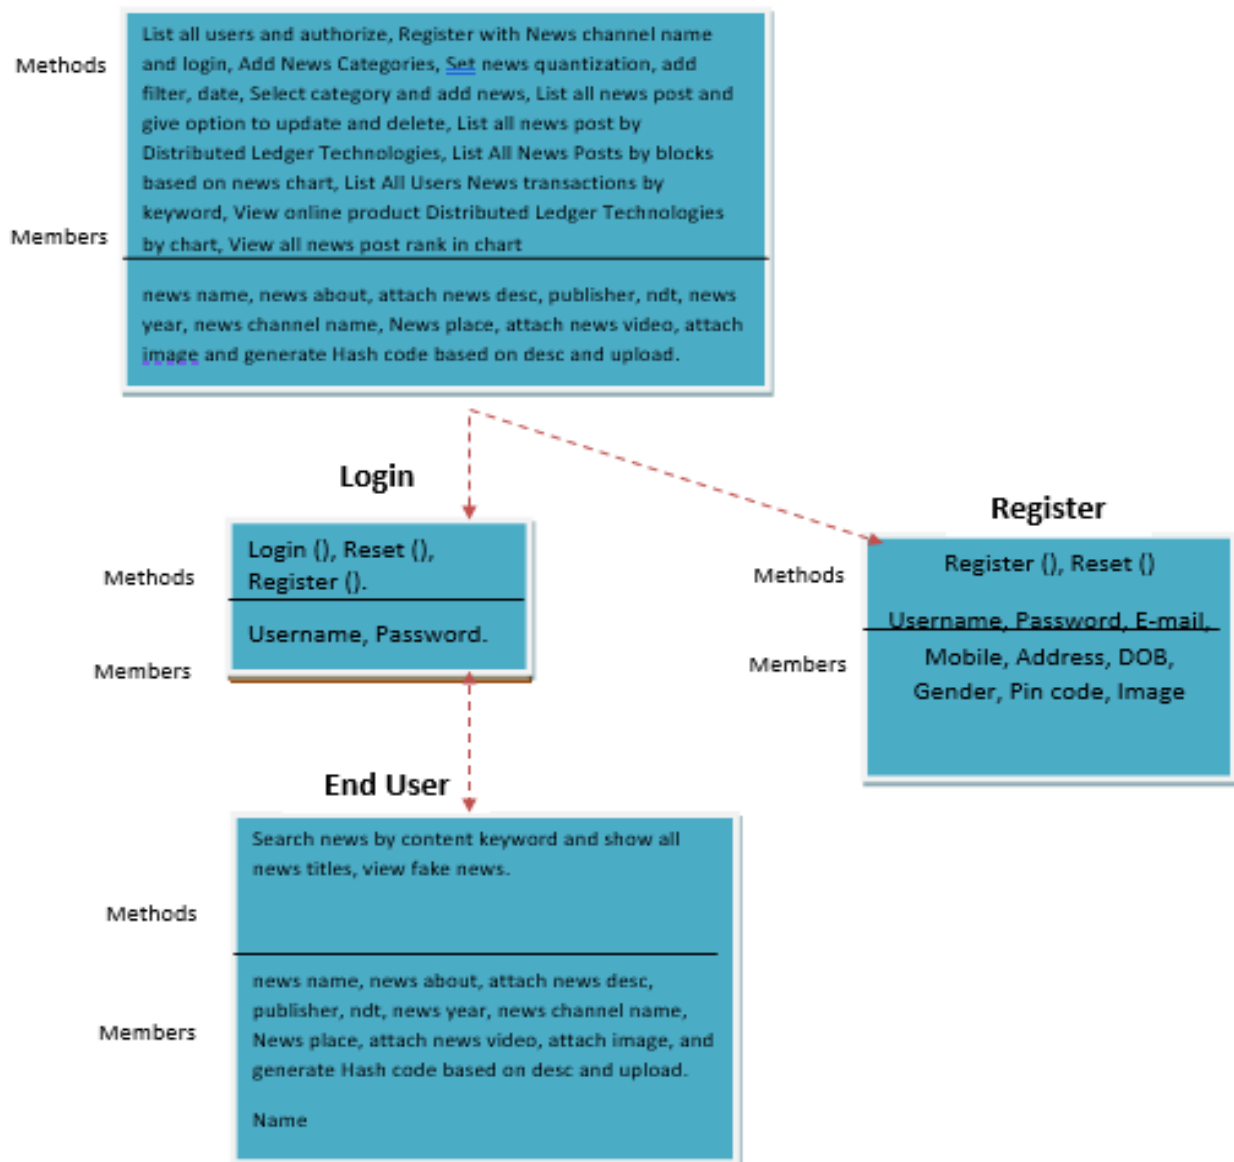 List all users and authorize, Register with News channel name
Methods
and login, Add News Categories, Set news quantization, add
filter, date, Select category and add news, List all news post and
give option to update and delete, List all news post by
Distributed Ledger Technologies, List All News Posts by blocks
based on news chart, List All Users News transactions by
keyword, View online product Distributed Ledger Technologies
Members
by chart, View all news post rank in chart
news name, news about, attach news desc, publisher, ndt, news
year, news channel name, News place, attach news video, attach
image and generate Hash code based on desc and upload.
Login
Login (), Reset (),
Methods
Register ().
Username, Password.
Members
Register
Register (), Reset ()
Methods
Username, Password, E-mail,
Members
Mobile, Address, DOB,
Gender, Pin code, Image
End User
Search news by content keyword and show all
news titles, view fake news.
Methods
news name, news about, attach news desc,
publisher, ndt, news year, news channel name,
Members
News place, attach news video, attach image, and
generate Hash code based on desc and upload.
Name